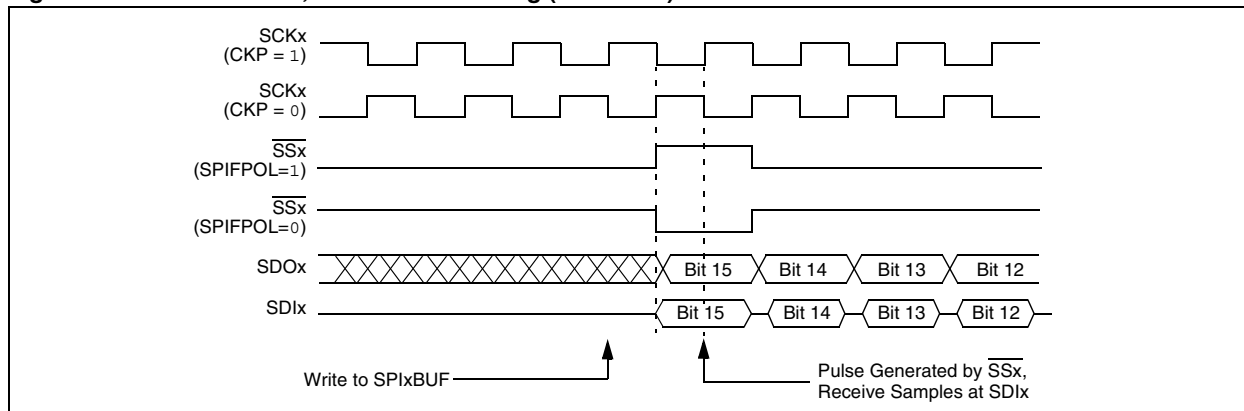 SCKx
(CKP = 1)
SCKx
(CKP = 0)
SSx
(SPIFPOL=1)
SSx
(SPIFPOL=0)
SDOx
Bit 15
Bit 14
Bit 13
Bit 12
SDIx
Bit 15
Bit 14
Bit 13
Bit 12
Write to SPIxBUF
Pulse Generated by SSx,
Receive Samples at SDIx